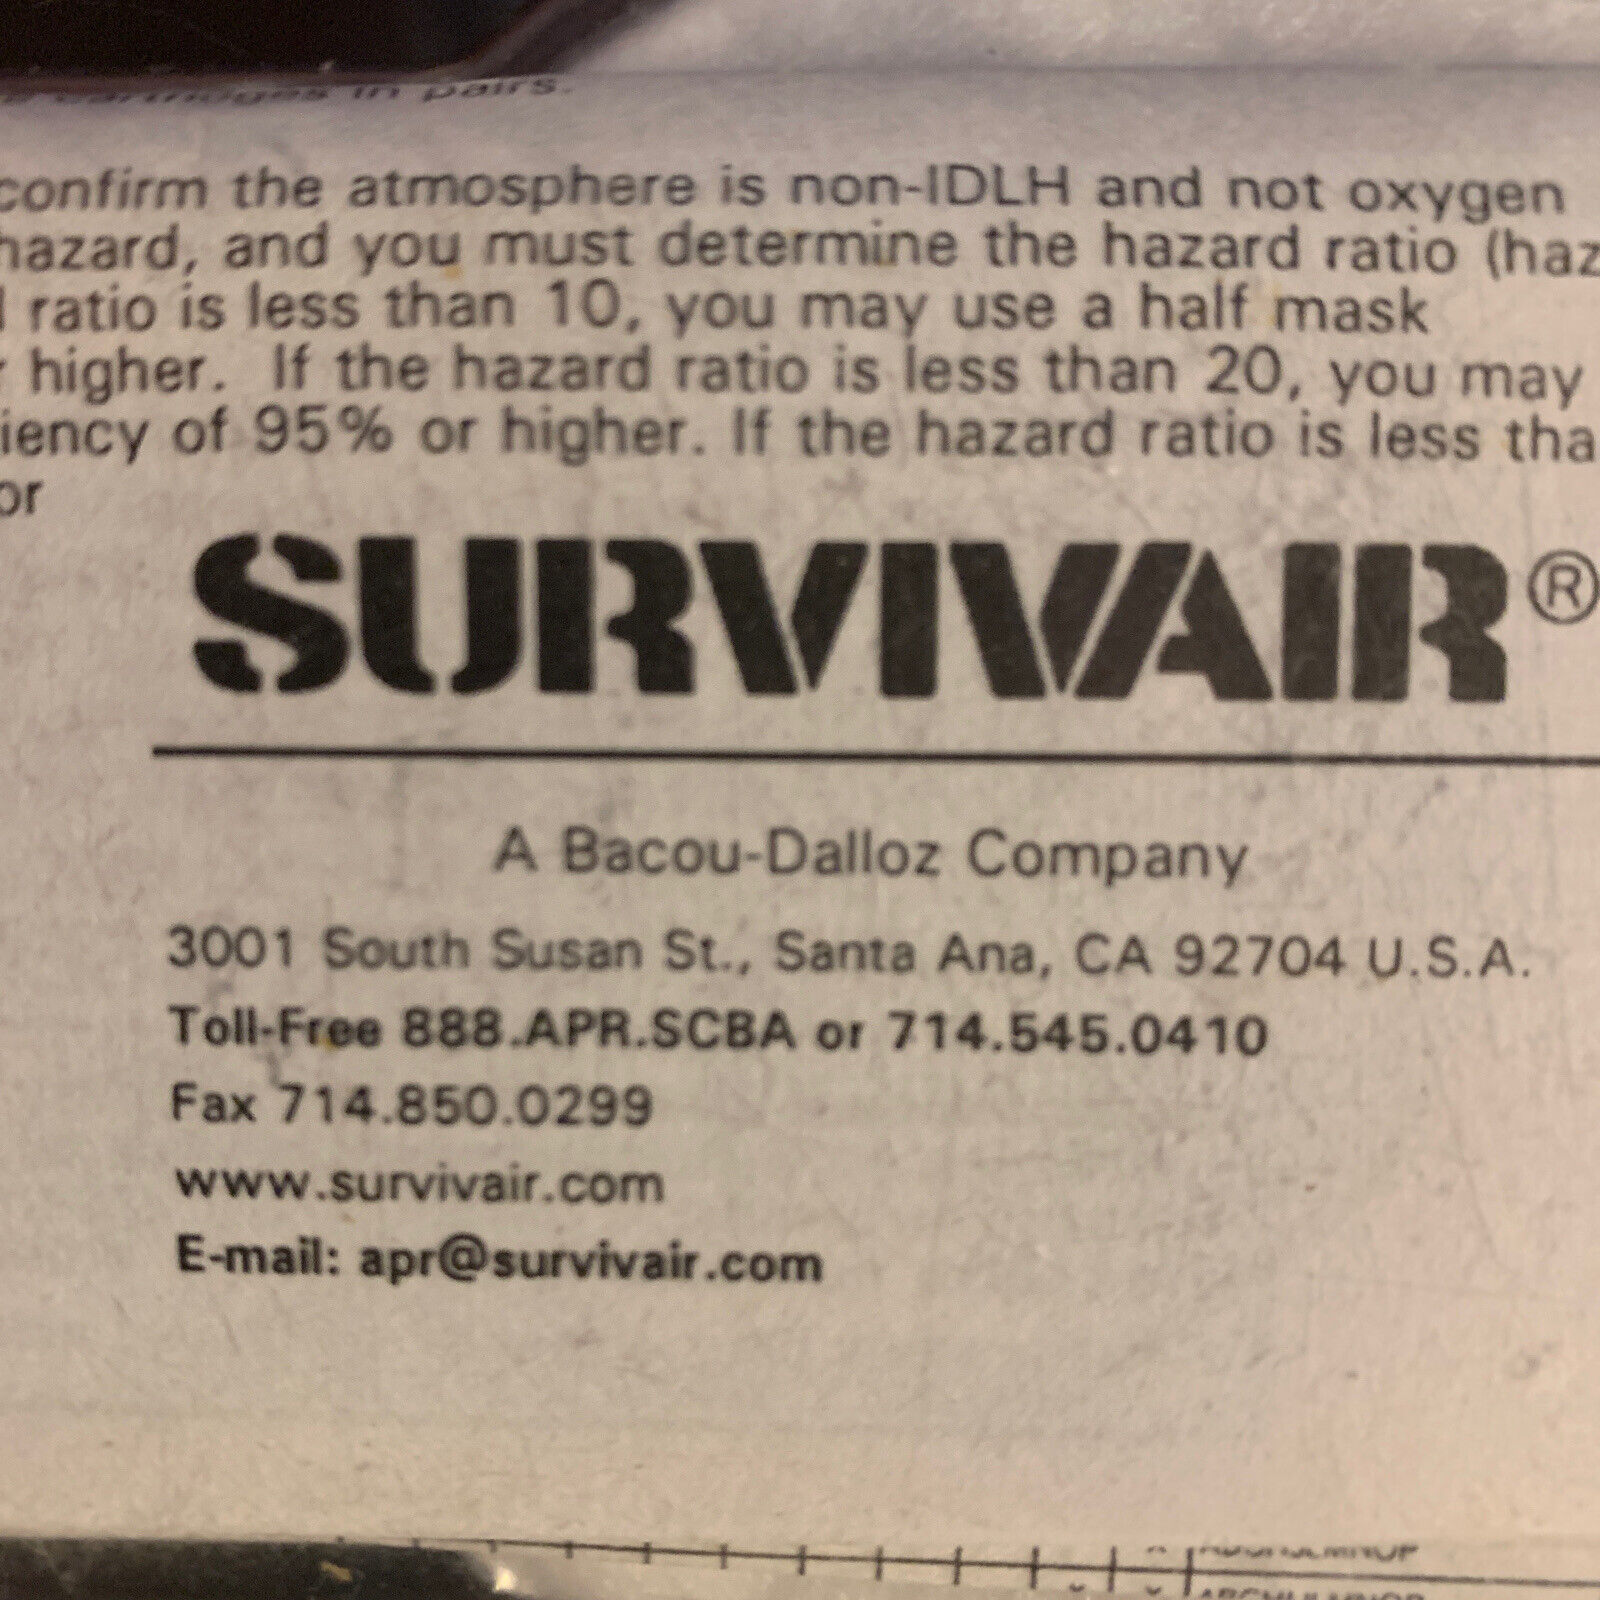 cartridges in pairs.
confirm the atmosphere is non-IDLH and not oxygen
hazard, and you must determine the hazard ratio (haz
ratio is less than 10, you may use a half mask
higher. If the hazard ratio is less than 20, you may
iency of 95% or higher. If the hazard ratio is less tha
or
SURVIVAIR®
A Bacou-Dalloz Company
3001 South Susan St., Santa Ana, CA 92704 U.S.A.
Toll-Free 888.APR.SCBA or 714.545.0410
Fax 714.850.0299
www.survivair.com
E-mail: apr@survivair.com